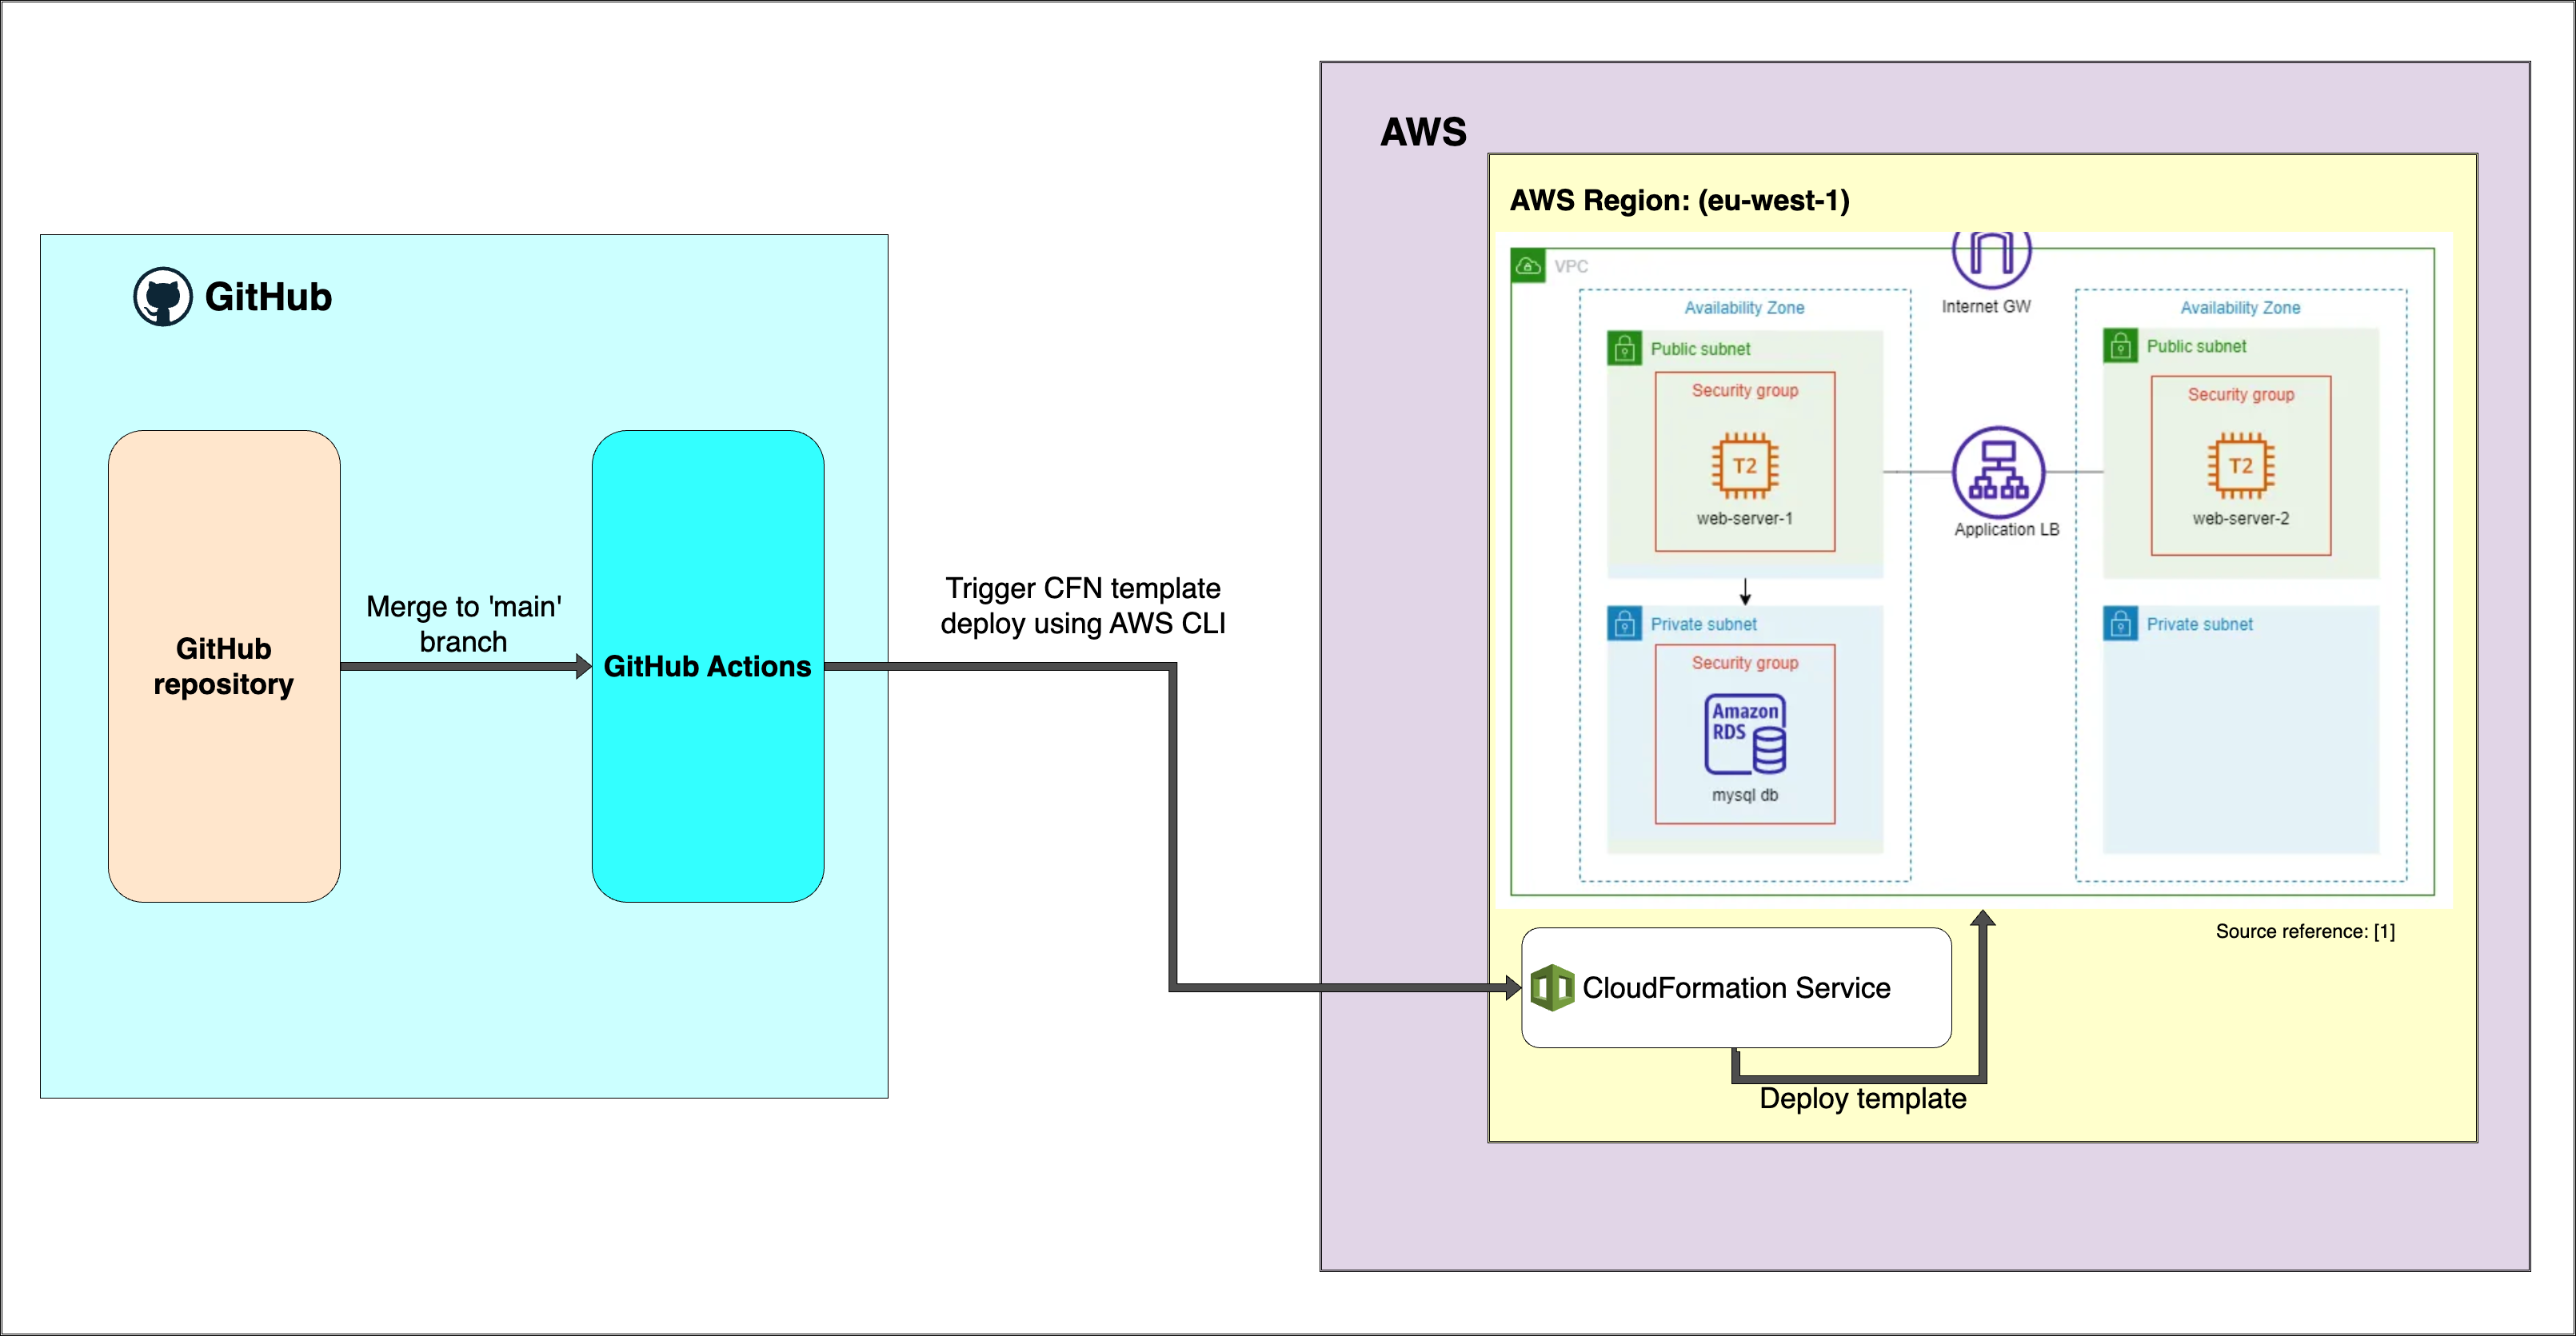 GitHub
GitHub
repository
Merge to 'main'
branch
GitHub Actions
Trigger CFN template
deploy using AWS CLI
AWS
AWS Region: (eu-west-1)
VPC
Internet GW
Availability Zone
Public subnet
Security group
T2
web-server-1
Application LB
Availability Zone
Public subnet
Security group
T2
web-server-2
Private subnet
Security group
Amazon
RDS
mysql db
Private subnet
Source reference: [1]
CloudFormation Service
Deploy template